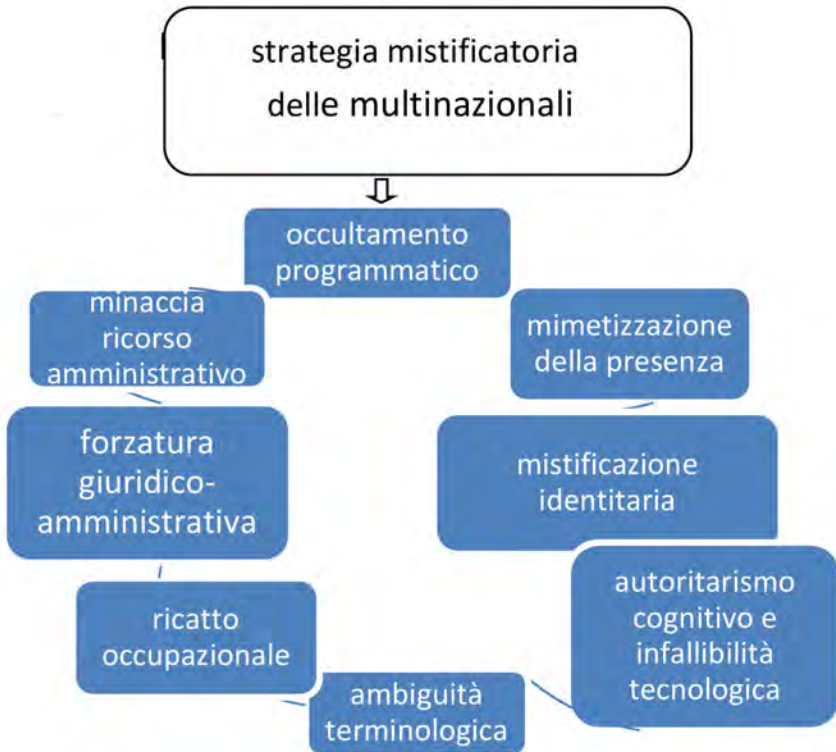 strategia mistificatoria
delle multinazionali
occultamento
programmatico
mimetizzazione
della presenza
mistificazione
identitaria
autoritarismo
cognitivo e
infallibilità
tecnologica
ambiguità
terminologica
ricatto
occupazionale
forzatura
giuridico-
amministrativa
minaccia
ricorso
amministrativo